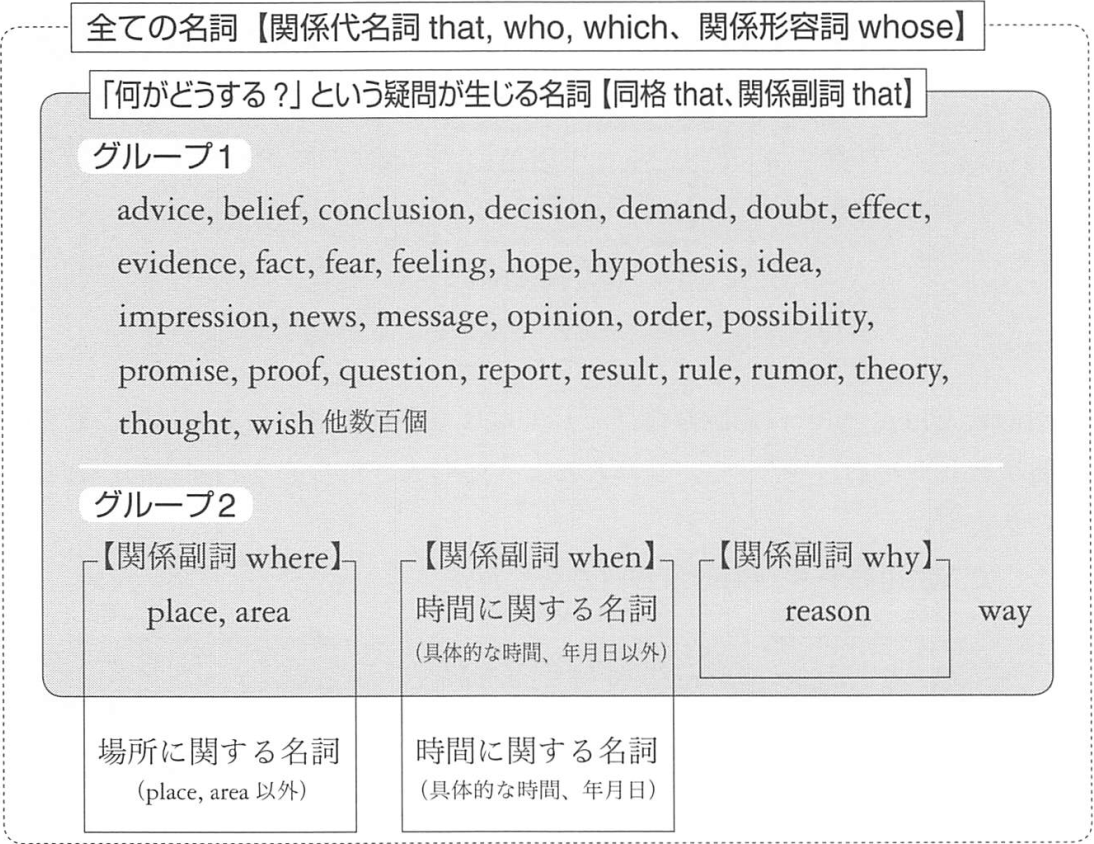 全ての名詞【関係代名詞 that, who, which、関係形容詞 whose】
「何がどうする?」という疑問が生じる名詞【同格 that、関係副詞 that】
グループ1
advice, belief, conclusion, decision, demand, doubt, effect,
evidence, fact, fear, feeling, hope, hypothesis, idea,
impression, news, message, opinion, order, possibility,
promise, proof, question, report, result, rule, rumor, theory,
thought, wish 他数百個
グループ2
【関係副詞 where】
place, area
場所に関する名詞
(place, area 以外)
【関係副詞 when】
時間に関する名詞
(具体的な時間、年月日以外)
時間に関する名詞
(具体的な時間、年月日)
【関係副詞 why】
reason
way